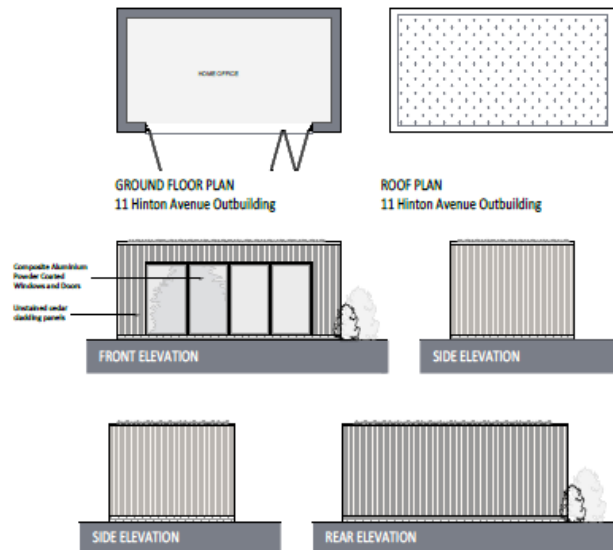 HOME OFFICE
GROUND FLOOR PLAN
11 Hinton Avenue Outbuilding
ROOF PLAN
11 Hinton Avenue Outbuilding
Composite Aluminium
Powder Coated
Windows and Doors
Unstained cedar
cladding panels
FRONT ELEVATION
SIDE ELEVATION
SIDE ELEVATION
REAR ELEVATION